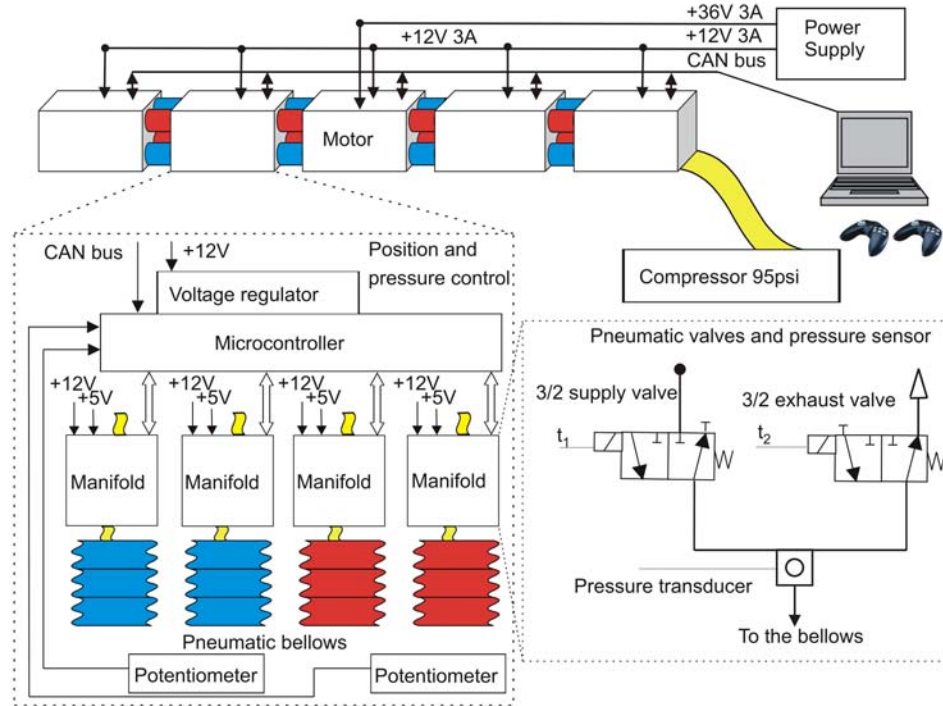 +36V 3A
+12V 3A
+12V 3A
CAN bus
Power
Supply
Motor
Compressor 95psi
CAN bus
+12V
Position and
pressure control
Voltage regulator
Microcontroller
+12V
+5V
+12V
+5V
+12V
+5V
+12V
+5V
Manifold
Manifold
Manifold
Manifold
Pneumatic bellows
Potentiometer
Potentiometer
Pneumatic valves and pressure sensor
3/2 supply valve
3/2 exhaust valve
t1
t2
Pressure transducer
To the bellows